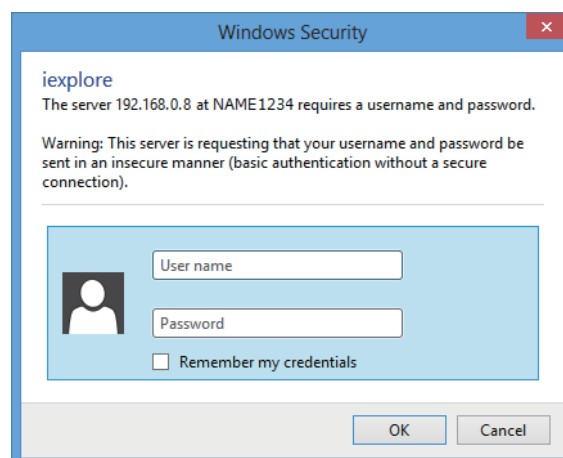 Windows Security
iexplore
The server 192.168.0.8 at NAME1234 requires a username and password.
Warning: This server is requesting that your username and password be
sent in an insecure manner (basic authentication without a secure
connection).
User name
Password
Remember my credentials
OK Cancel